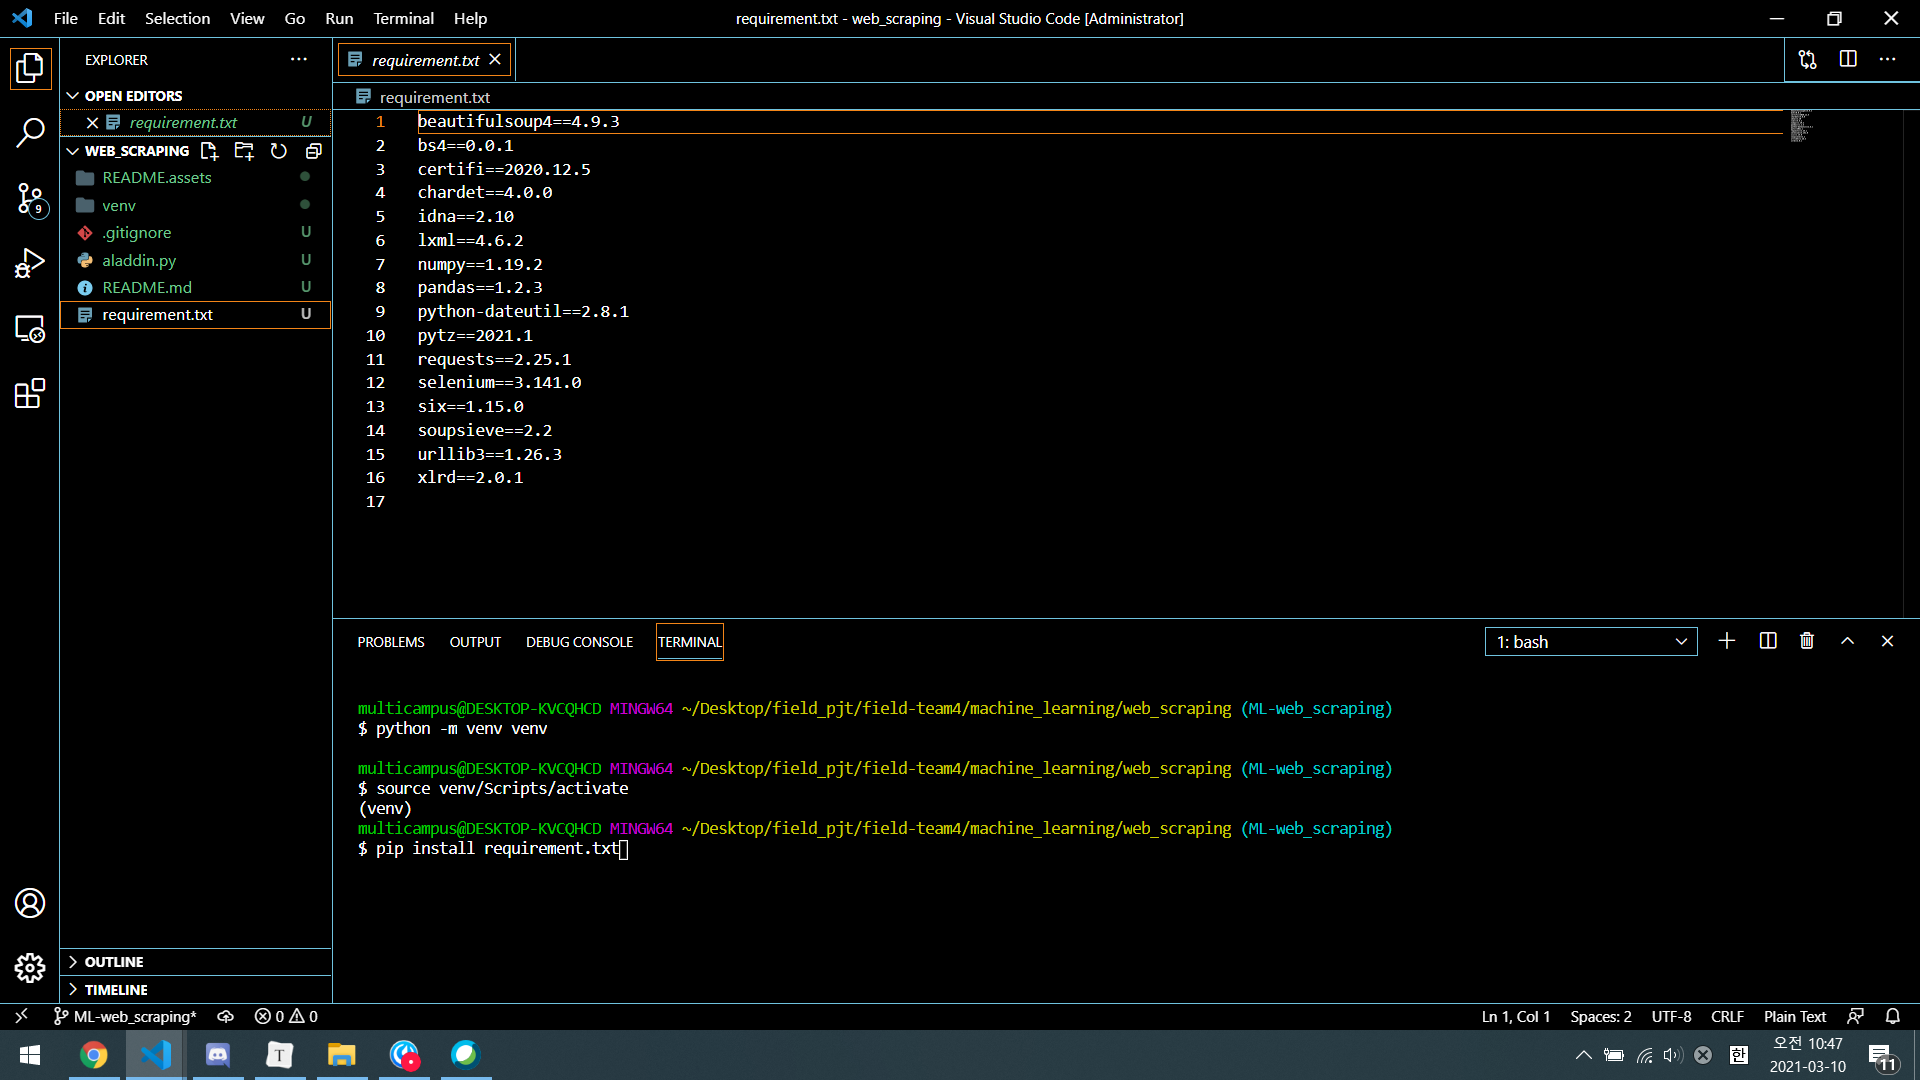 File Edit Selection View Go Run Terminal Help
requirement.txt - web_scraping - Visual Studio Code [Administrator]
EXPLORER
OPEN EDITORS
requirement.txt U
WEB_SCRAPING
README.assets
venv
.gitignore U
aladdin.py U
README.md U
requirement.txt U
9
OUTLINE
TIMELINE
requirement.txt
requirement.txt
1 beautifulsoup4==4.9.3
2 bs4==0.0.1
3 certifi==2020.12.5
4 chardet==4.0.0
5 idna==2.10
6 lxml==4.6.2
7 numpy==1.19.2
8 pandas==1.2.3
9 python-dateutil==2.8.1
10 pytz==2021.1
11 requests==2.25.1
12 selenium==3.141.0
13 six==1.15.0
14 soupsieve==2.2
15 urllib3==1.26.3
16 xlrd==2.0.1
17
PROBLEMS OUTPUT DEBUG CONSOLE TERMINAL 1: bash
multicampus@DESKTOP-KVCQHCD MINGW64 ~/Desktop/field_pjt/field-team4/machine_learning/web_scraping (ML-web_scraping)
$ python -m venv venv
multicampus@DESKTOP-KVCQHCD MINGW64 ~/Desktop/field_pjt/field-team4/machine_learning/web_scraping (ML-web_scraping)
$ source venv/Scripts/activate
(venv)
multicampus@DESKTOP-KVCQHCD MINGW64 ~/Desktop/field_pjt/field-team4/machine_learning/web_scraping (ML-web_scraping)
$ pip install requirement.txt
ML-web_scraping* 0 0 Ln 1, Col 1 Spaces: 2 UTF-8 CRLF Plain Text
T
한
오전 10:47
2021-03-10
11